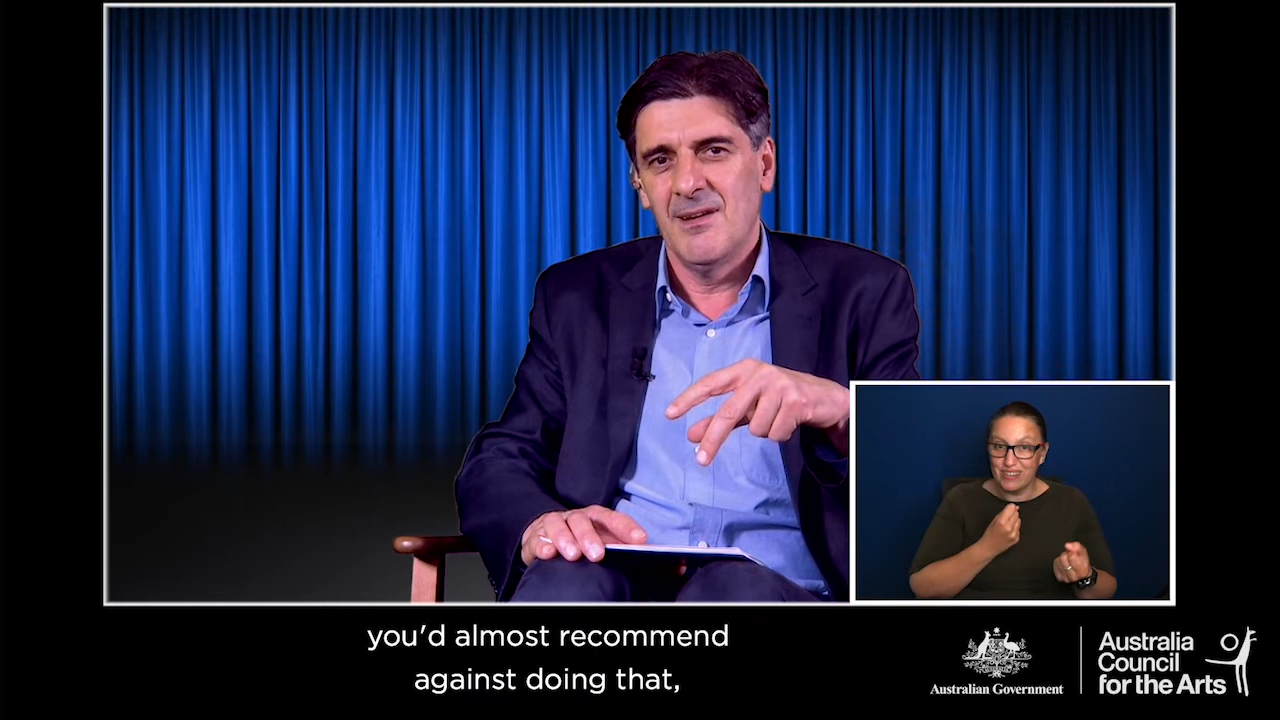 you'd almost recommend
against doing that,
Australian Government
Australia
Council
for the Arts